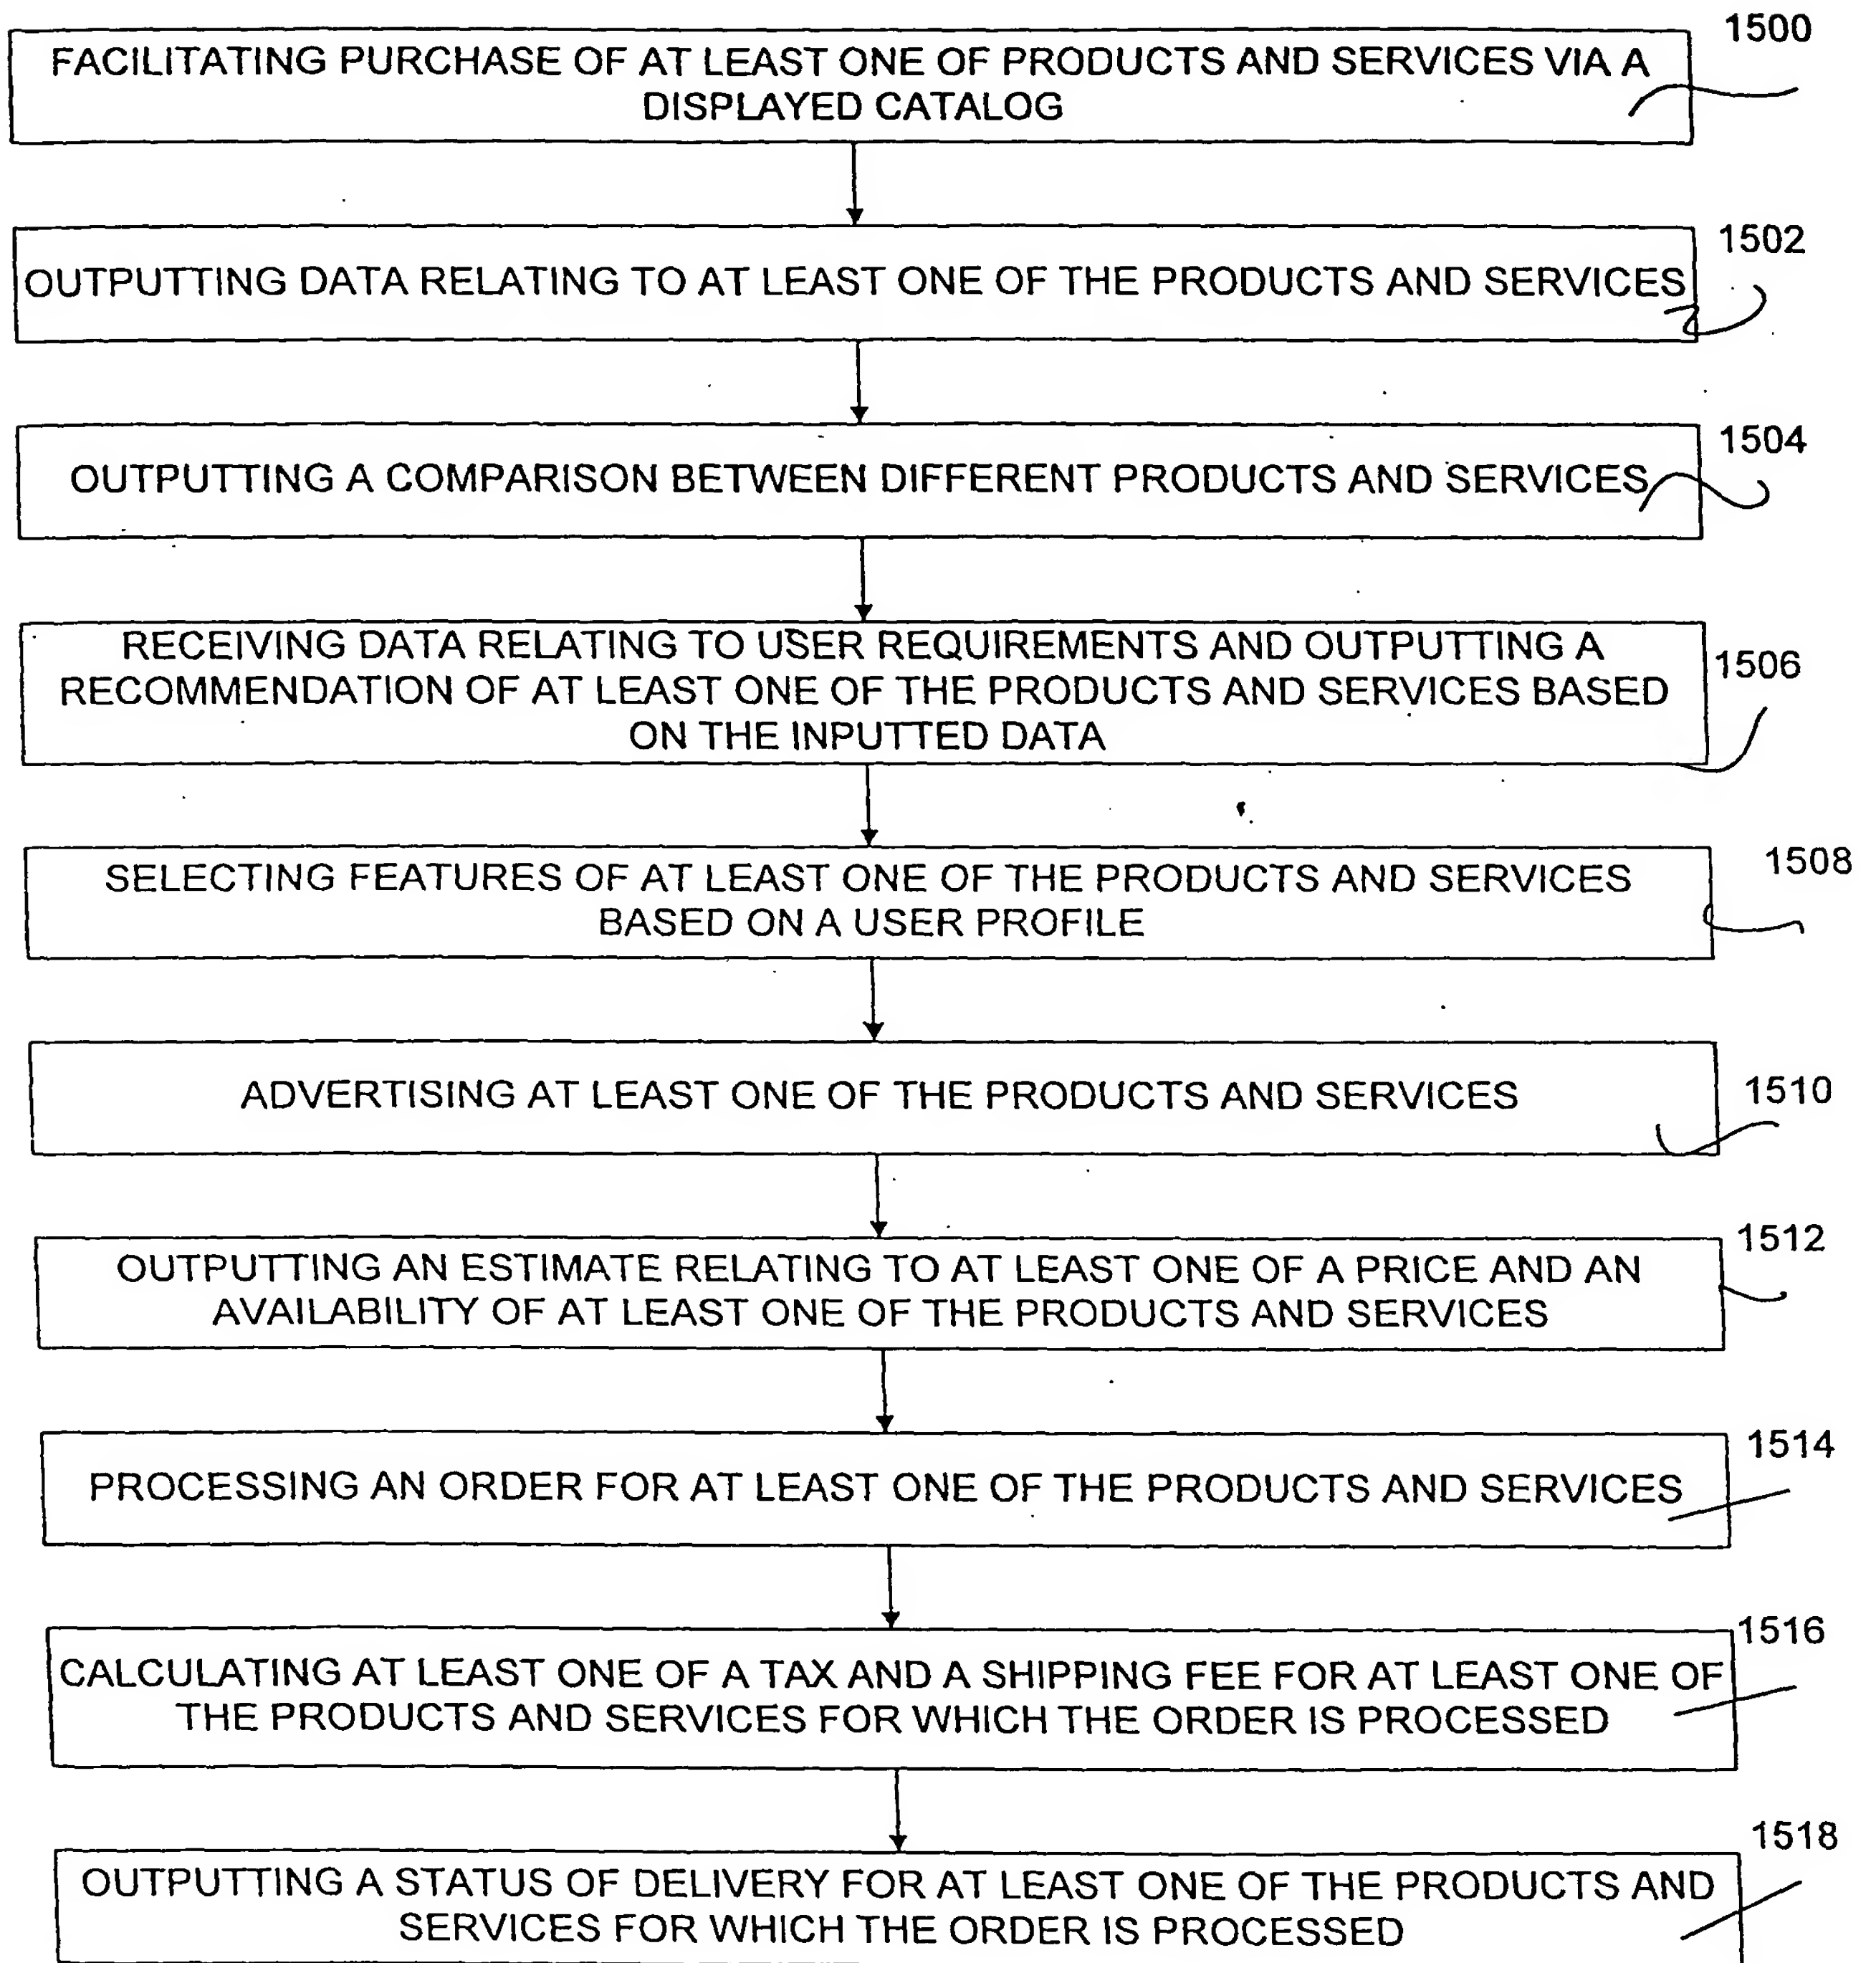 1500
FACILITATING PURCHASE OF AT LEAST ONE OF PRODUCTS AND SERVICES VIA A
DISPLAYED CATALOG
1502
OUTPUTTING DATA RELATING TO AT LEAST ONE OF THE PRODUCTS AND SERVICES
1504
OUTPUTTING A COMPARISON BETWEEN DIFFERENT PRODUCTS AND SERVICES
1506
RECEIVING DATA RELATING TO USER REQUIREMENTS AND OUTPUTTING A
RECOMMENDATION OF AT LEAST ONE OF THE PRODUCTS AND SERVICES BASED
ON THE INPUTTED DATA
1508
SELECTING FEATURES OF AT LEAST ONE OF THE PRODUCTS AND SERVICES
BASED ON A USER PROFILE
1510
ADVERTISING AT LEAST ONE OF THE PRODUCTS AND SERVICES
1512
OUTPUTTING AN ESTIMATE RELATING TO AT LEAST ONE OF A PRICE AND AN
AVAILABILITY OF AT LEAST ONE OF THE PRODUCTS AND SERVICES
1514
PROCESSING AN ORDER FOR AT LEAST ONE OF THE PRODUCTS AND SERVICES
1516
CALCULATING AT LEAST ONE OF A TAX AND A SHIPPING FEE FOR AT LEAST ONE OF
THE PRODUCTS AND SERVICES FOR WHICH THE ORDER IS PROCESSED
1518
OUTPUTTING A STATUS OF DELIVERY FOR AT LEAST ONE OF THE PRODUCTS AND
SERVICES FOR WHICH THE ORDER IS PROCESSED